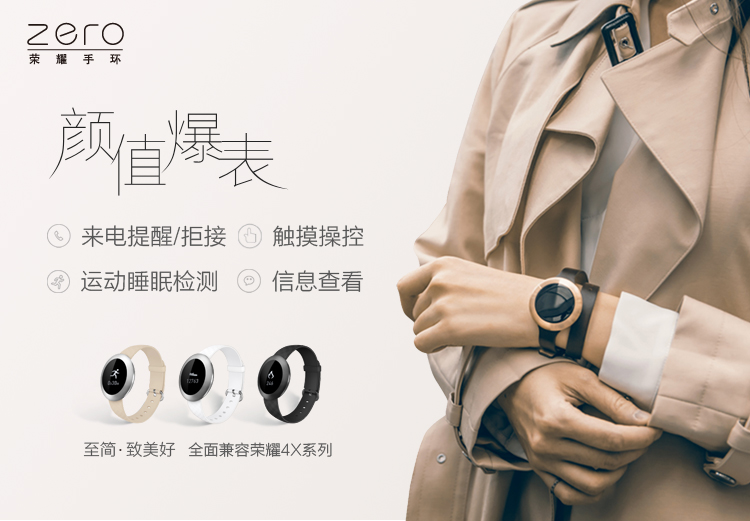 zero
荣耀手环
颜值爆表
来电提醒/拒接 触摸操控
运动睡眠检测 信息查看
至简·致美好 全面兼容荣耀4X系列